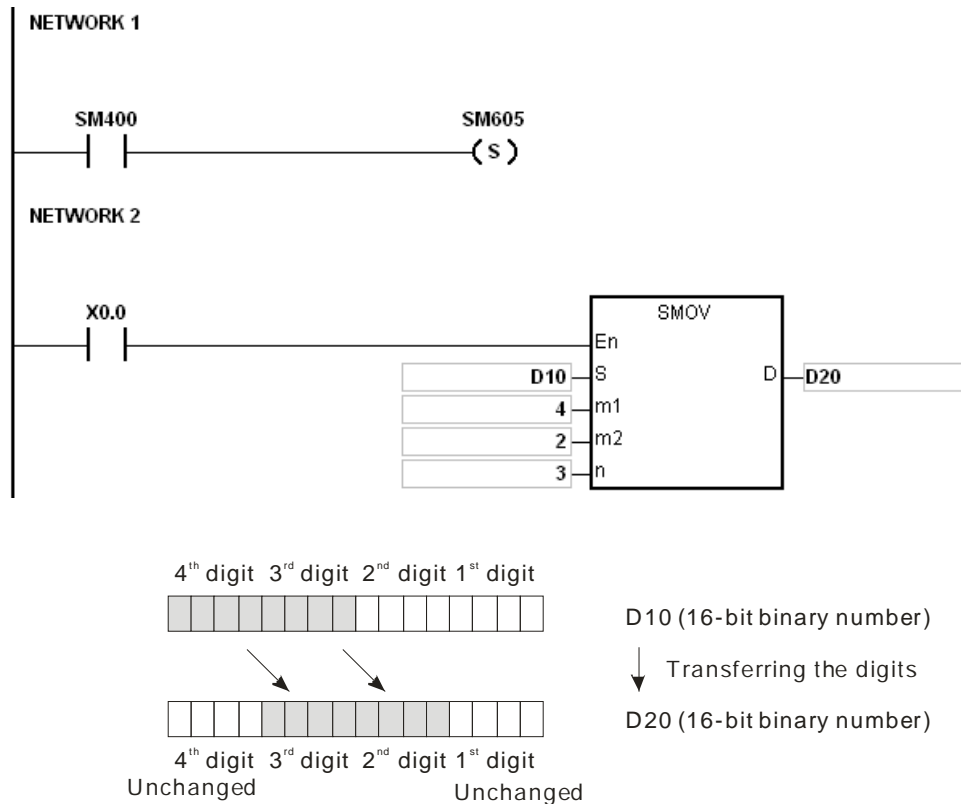 NETWORK 1
SM400 SM605
( S )
NETWORK 2
X0.0
SMOV
En
D10 S D D20
4 m1
2 m2
3 n
4th digit 3rd digit 2nd digit 1st digit
D10 (16-bit binary number)
Transferring the digits
D20 (16-bit binary number)
4th digit 3rd digit 2nd digit 1st digit
Unchanged Unchanged